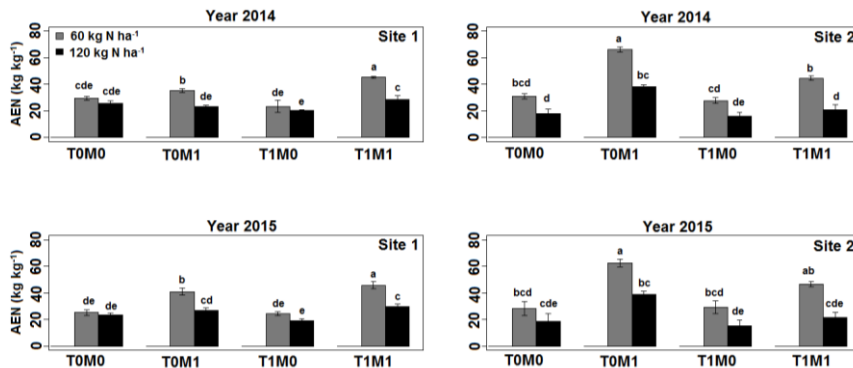 Year 2014
Site 1
AEN (kg kg⁻¹)
80
60
40
20
0
60 kg N ha⁻¹
120 kg N ha⁻¹
cde cde b de de e a c
T0M0 T0M1 T1M0 T1M1
Year 2014
Site 2
80
60
40
20
0
bcd d a bc cd de b d
T0M0 T0M1 T1M0 T1M1
Year 2015
Site 1
AEN (kg kg⁻¹)
80
60
40
20
0
de de b cd de e a c
T0M0 T0M1 T1M0 T1M1
Year 2015
Site 2
80
60
40
20
0
bcd cde a bc bcd de ab cde
T0M0 T0M1 T1M0 T1M1